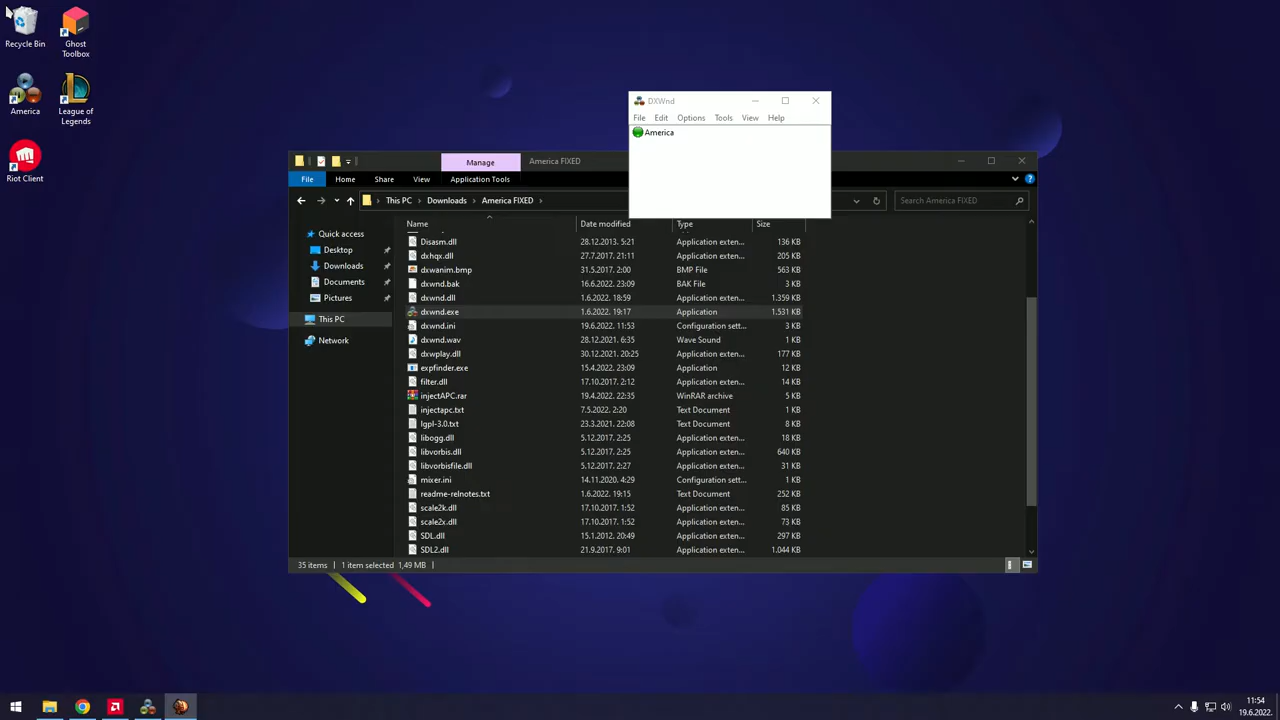 Recycle Bin
Ghost
Toolbox
America
League of
Legends
Riot Client
DXWnd
File Edit Options Tools View Help
America
Manage America FIXED
File Home Share View Application Tools
This PC > Downloads > America FIXED > Search America FIXED
Name Date modified Type Size
Quick access
Desktop
Downloads
Documents
Pictures
This PC
Network
Disasm.dll 28.12.2013. 5:21 Application exten... 136 KB
dxhqx.dll 27.7.2017. 21:11 Application exten... 205 KB
dxwanim.bmp 31.5.2017. 2:00 BMP File 563 KB
dxwnd.bak 16.6.2022. 23:09 BAK File 3 KB
dxwnd.dll 1.6.2022. 18:59 Application exten... 1.359 KB
dxwnd.exe 1.6.2022. 19:17 Application 1.531 KB
dxwnd.ini 19.6.2022. 11:53 Configuration sett... 3 KB
dxwnd.wav 28.12.2021. 6:35 Wave Sound 1 KB
dxwplay.dll 30.12.2021. 20:25 Application exten... 177 KB
expfinder.exe 15.4.2022. 23:09 Application 12 KB
filter.dll 17.10.2017. 2:12 Application exten... 14 KB
injectAPC.rar 19.4.2022. 22:35 WinRAR archive 5 KB
injectapc.txt 7.5.2022. 2:20 Text Document 1 KB
lgpl-3.0.txt 23.3.2021. 22:08 Text Document 8 KB
libogg.dll 5.12.2017. 2:25 Application exten... 18 KB
libvorbis.dll 5.12.2017. 2:25 Application exten... 640 KB
libvorbisfile.dll 5.12.2017. 2:27 Application exten... 31 KB
mixer.ini 14.11.2020. 4:29 Configuration sett... 1 KB
readme-relnotes.txt 1.6.2022. 19:15 Text Document 252 KB
scale2k.dll 17.10.2017. 1:52 Application exten... 85 KB
scale2x.dll 17.10.2017. 1:52 Application exten... 73 KB
SDL.dll 15.1.2012. 20:49 Application exten... 297 KB
SDL2.dll 21.9.2017. 9:01 Application exten... 1.044 KB
35 items 1 item selected 1,49 MB
11:54
19.6.2022.